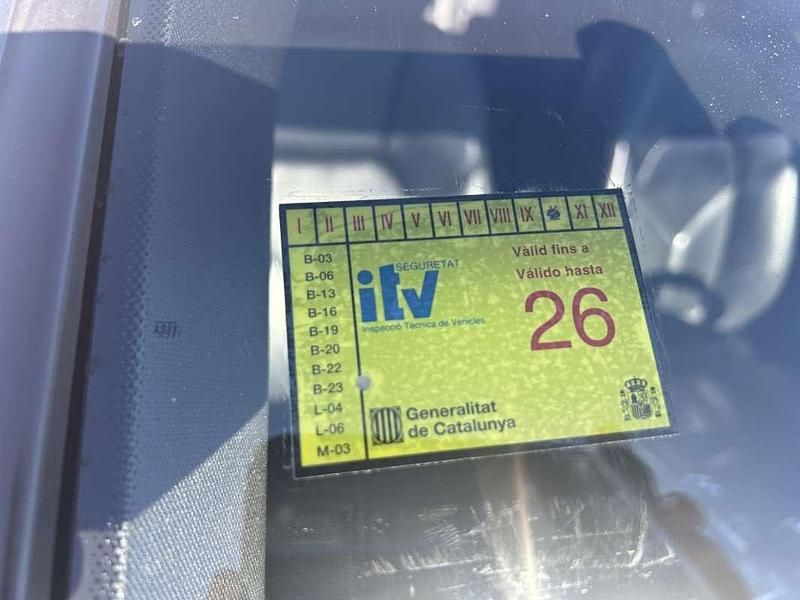 I II III IV V VI VII VIII IX XI XII
B-03
B-06
B-13
B-16
B-19
B-20
B-22
B-23
L-04
L-06
M-03
SEGURETAT
itv
Inspecció Tècnica de Vehicles
Vàlid fins a
Válido hasta
26
Generalitat
de Catalunya